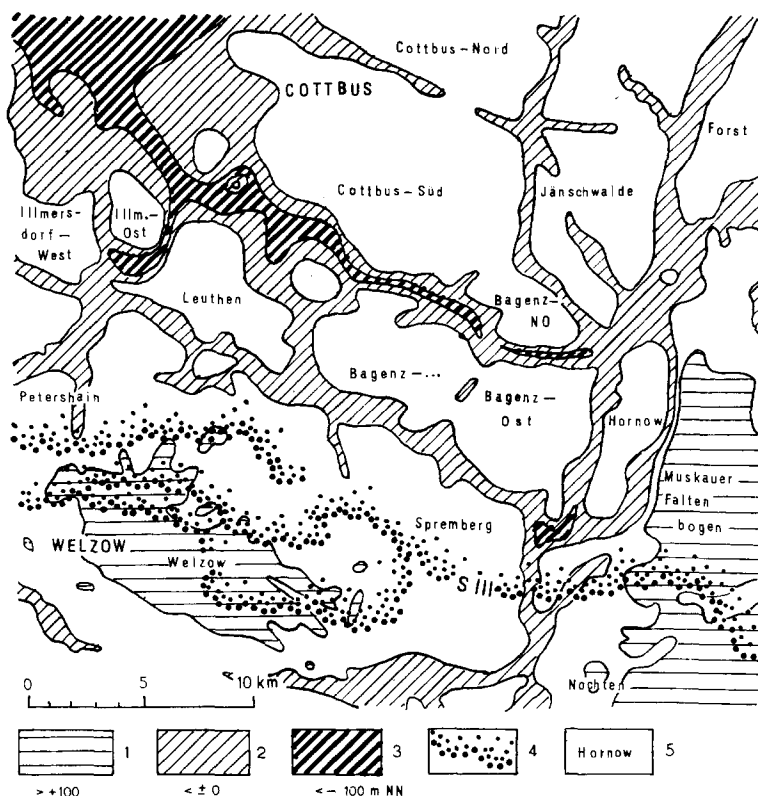 Cottbus-Nord
COTTBUS
Forst
Cottbus-Süd
Jänschwalde
Illmers-
dorf-
West
Illm.-
Ost
Leuthen
Bagenz-
NO
Petershain
Bagenz-...
Bagenz-
Ost
Hornow
Muskauer
Falten
bogen
Spremberg
WELZOW
Welzow
S III
Nochten
0 5 10 km
1 2 3 4 Hornow 5
> +100 < ± 0 < - 100 m NN